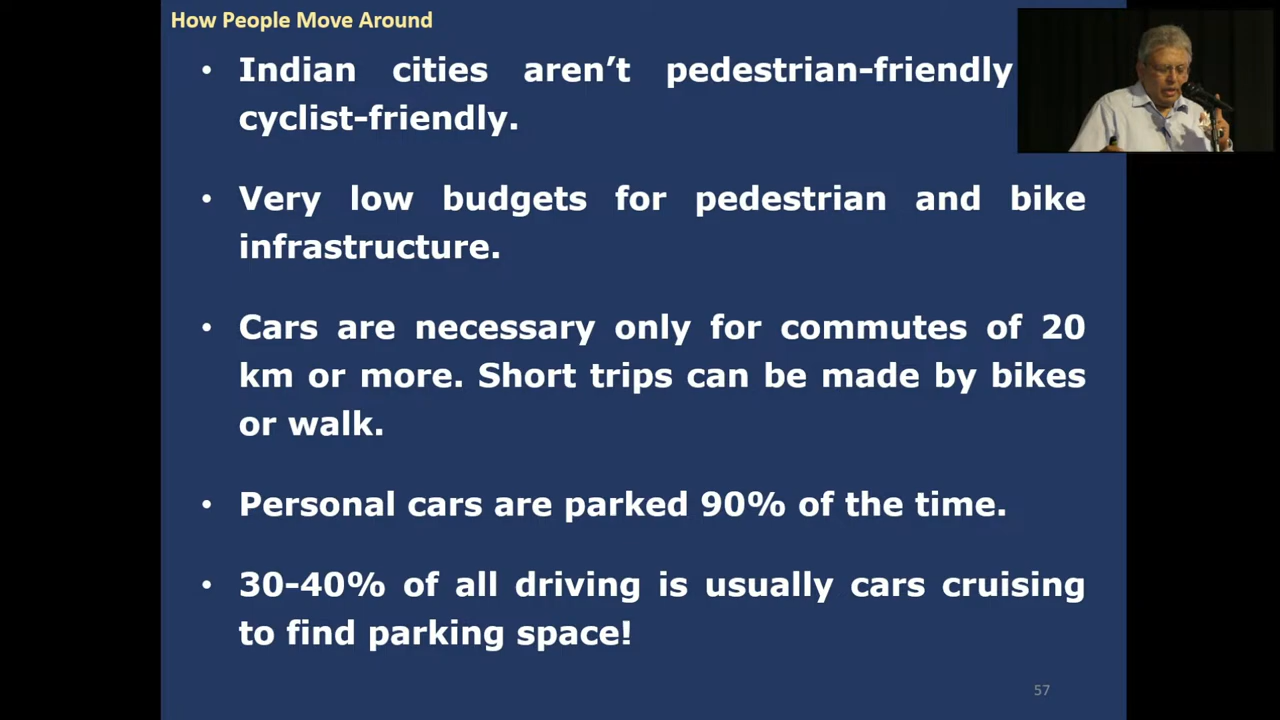 How People Move Around
• Indian cities aren’t pedestrian-friendly
cyclist-friendly.
• Very low budgets for pedestrian and bike
infrastructure.
• Cars are necessary only for commutes of 20
km or more. Short trips can be made by bikes
or walk.
• Personal cars are parked 90% of the time.
• 30-40% of all driving is usually cars cruising
to find parking space!
57